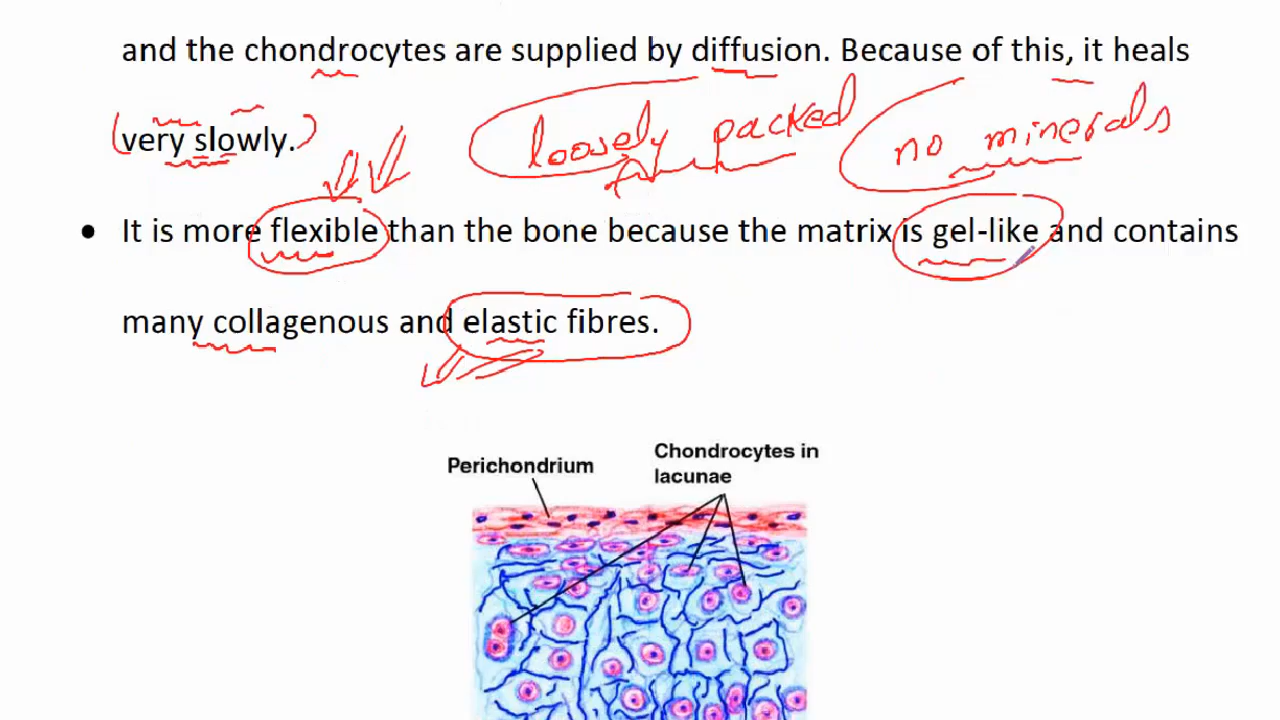 and the chondrocytes are supplied by diffusion. Because of this, it heals
very slowly.
loosely packed
no minerals
• It is more flexible than the bone because the matrix is gel-like and contains
many collagenous and elastic fibres.
Perichondrium
Chondrocytes in
lacunae